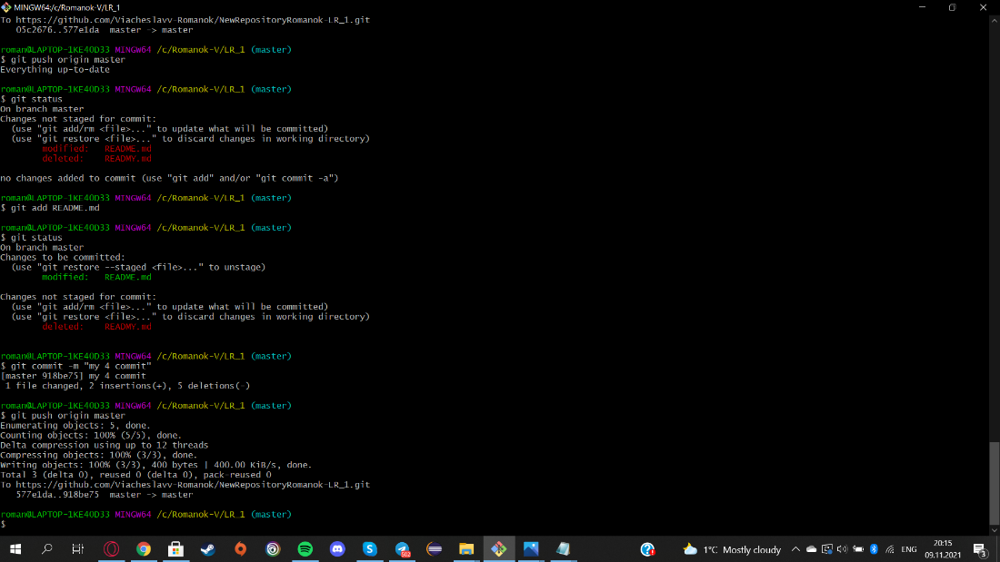 MINGW64:/c/Romanok-V/LR_1
To https://github.com/Viacheslavv-Romanok/NewRepositoryRomanok-LR_1.git
   05c2676..577e1da  master -> master
roman@LAPTOP-1KE4OD33 MINGW64 /c/Romanok-V/LR_1 (master)
$ git push origin master
Everything up-to-date
roman@LAPTOP-1KE4OD33 MINGW64 /c/Romanok-V/LR_1 (master)
$ git status
On branch master
Changes not staged for commit:
  (use "git add/rm <file>..." to update what will be committed)
  (use "git restore <file>..." to discard changes in working directory)
        modified:   README.md
        deleted:    READMY.md
no changes added to commit (use "git add" and/or "git commit -a")
roman@LAPTOP-1KE4OD33 MINGW64 /c/Romanok-V/LR_1 (master)
$ git add README.md
roman@LAPTOP-1KE4OD33 MINGW64 /c/Romanok-V/LR_1 (master)
$ git status
On branch master
Changes to be committed:
  (use "git restore --staged <file>..." to unstage)
        modified:   README.md
Changes not staged for commit:
  (use "git add/rm <file>..." to update what will be committed)
  (use "git restore <file>..." to discard changes in working directory)
        deleted:    READMY.md
roman@LAPTOP-1KE4OD33 MINGW64 /c/Romanok-V/LR_1 (master)
$ git commit -m "my 4 commit"
[master 918be75] my 4 commit
 1 file changed, 2 insertions(+), 5 deletions(-)
roman@LAPTOP-1KE4OD33 MINGW64 /c/Romanok-V/LR_1 (master)
$ git push origin master
Enumerating objects: 5, done.
Counting objects: 100% (5/5), done.
Delta compression using up to 12 threads
Compressing objects: 100% (3/3), done.
Writing objects: 100% (3/3), 400 bytes | 400.00 KiB/s, done.
Total 3 (delta 0), reused 0 (delta 0), pack-reused 0
To https://github.com/Viacheslavv-Romanok/NewRepositoryRomanok-LR_1.git
   577e1da..918be75  master -> master
roman@LAPTOP-1KE4OD33 MINGW64 /c/Romanok-V/LR_1 (master)
$
502
1°C Mostly cloudy
ENG
20:15
09.11.2021
3